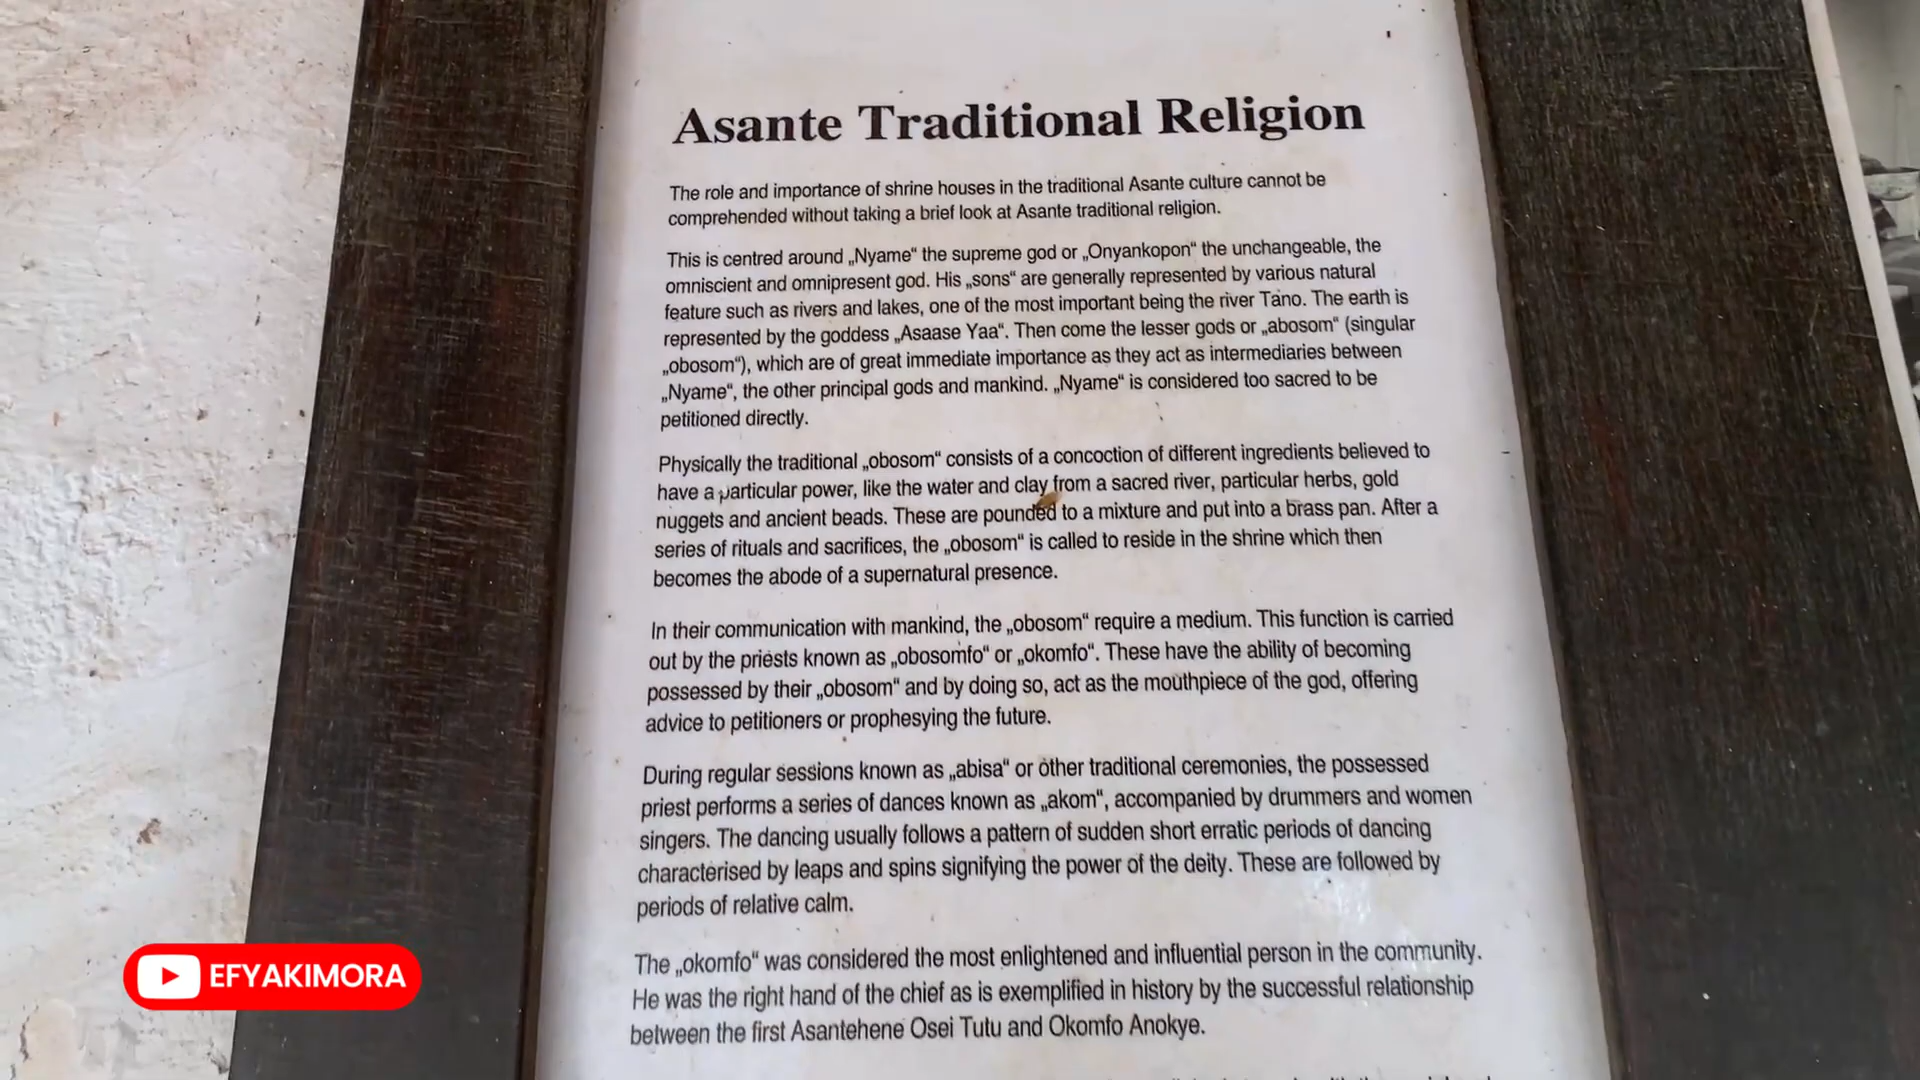 Asante Traditional Religion
The role and importance of shrine houses in the traditional Asante culture cannot be
comprehended without taking a brief look at Asante traditional religion.
This is centred around „Nyame“ the supreme god or „Onyankopon“ the unchangeable, the
omniscient and omnipresent god. His „sons“ are generally represented by various natural
feature such as rivers and lakes, one of the most important being the river Tano. The earth is
represented by the goddess „Asaase Yaa“. Then come the lesser gods or „abosom“ (singular
„obosom“), which are of great immediate importance as they act as intermediaries between
„Nyame“, the other principal gods and mankind. „Nyame“ is considered too sacred to be
petitioned directly.
Physically the traditional „obosom“ consists of a concoction of different ingredients believed to
have a particular power, like the water and clay from a sacred river, particular herbs, gold
nuggets and ancient beads. These are pounded to a mixture and put into a brass pan. After a
series of rituals and sacrifices, the „obosom“ is called to reside in the shrine which then
becomes the abode of a supernatural presence.
In their communication with mankind, the „obosom“ require a medium. This function is carried
out by the priests known as „obosomfo“ or „okomfo“. These have the ability of becoming
possessed by their „obosom“ and by doing so, act as the mouthpiece of the god, offering
advice to petitioners or prophesying the future.
During regular sessions known as „abisa“ or other traditional ceremonies, the possessed
priest performs a series of dances known as „akom“, accompanied by drummers and women
singers. The dancing usually follows a pattern of sudden short erratic periods of dancing
characterised by leaps and spins signifying the power of the deity. These are followed by
periods of relative calm.
The „okomfo“ was considered the most enlightened and influential person in the community.
He was the right hand of the chief as is exemplified in history by the successful relationship
between the first Asantehene Osei Tutu and Okomfo Anokye.
EFYAKIMORA